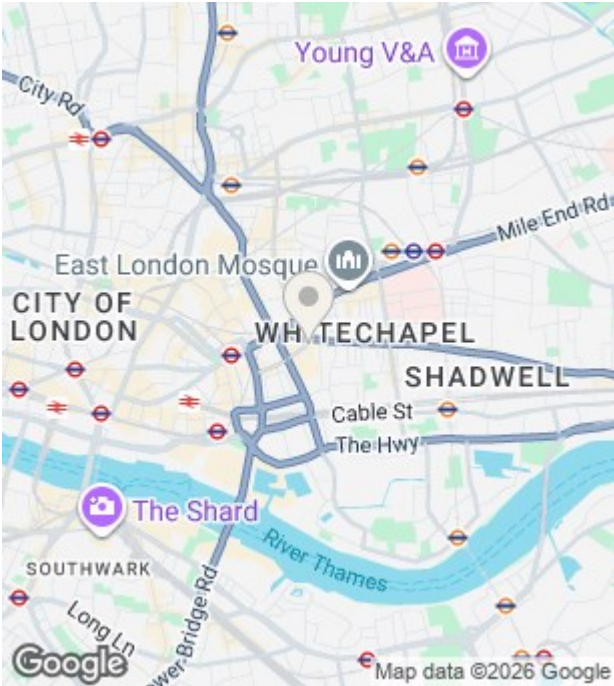 Young V&A
City Rd
Mile End Rd
East London Mosque
CITY OF
LONDON
WHITECHAPEL
SHADWELL
Cable St
The Hwy
The Shard
River Thames
SOUTHWARK
Long Ln
ower Bridge Rd
Google
Map data ©2026 Google